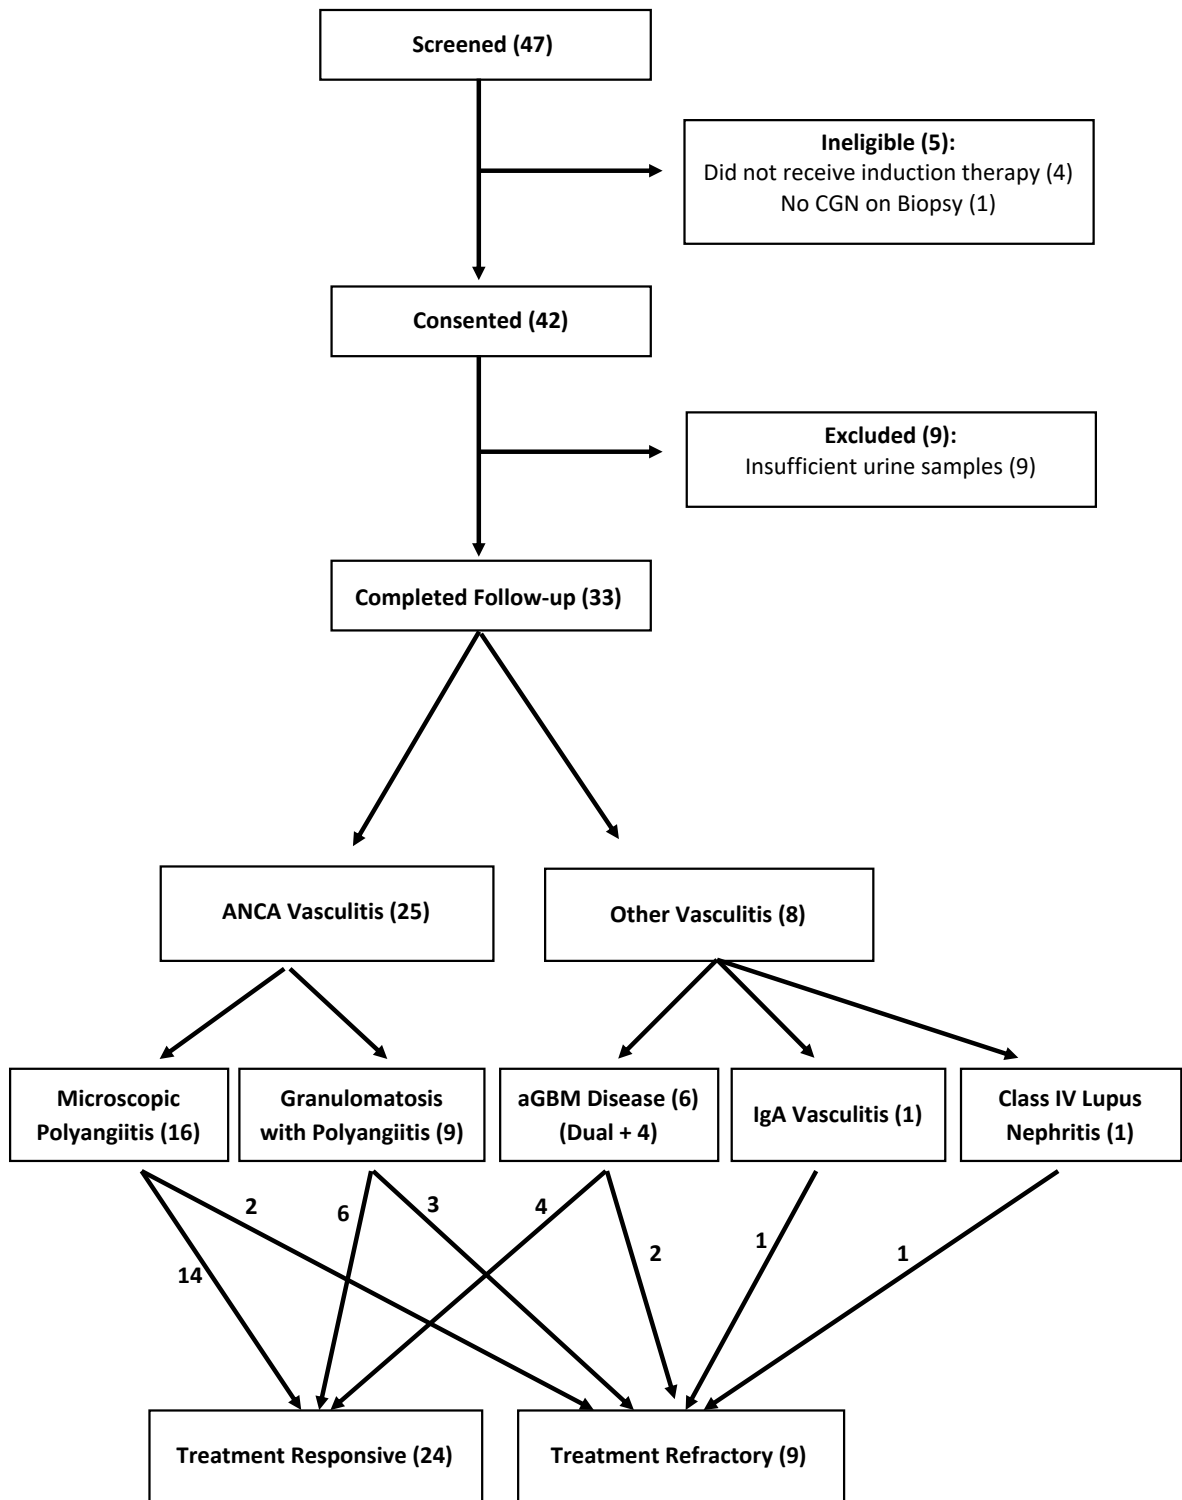 Screened (47)
Ineligible (5):
Did not receive induction therapy (4)
No CGN on Biopsy (1)
Consented (42)
Excluded (9):
Insufficient urine samples (9)
Completed Follow-up (33)
ANCA Vasculitis (25)
Other Vasculitis (8)
Microscopic
Polyangiitis (16)
Granulomatosis
with Polyangiitis (9)
aGBM Disease (6)
(Dual + 4)
IgA Vasculitis (1)
Class IV Lupus
Nephritis (1)
14
2
6
3
4
2
1
1
Treatment Responsive (24)
Treatment Refractory (9)